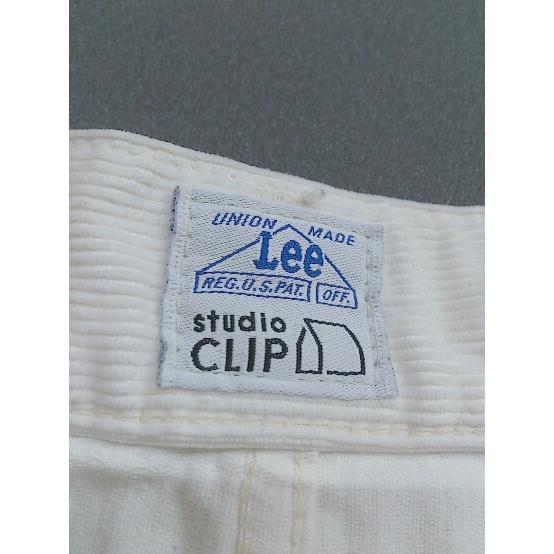 UNION MADE
Lee
REG.U.S.PAT. OFF.
studio
CLIP